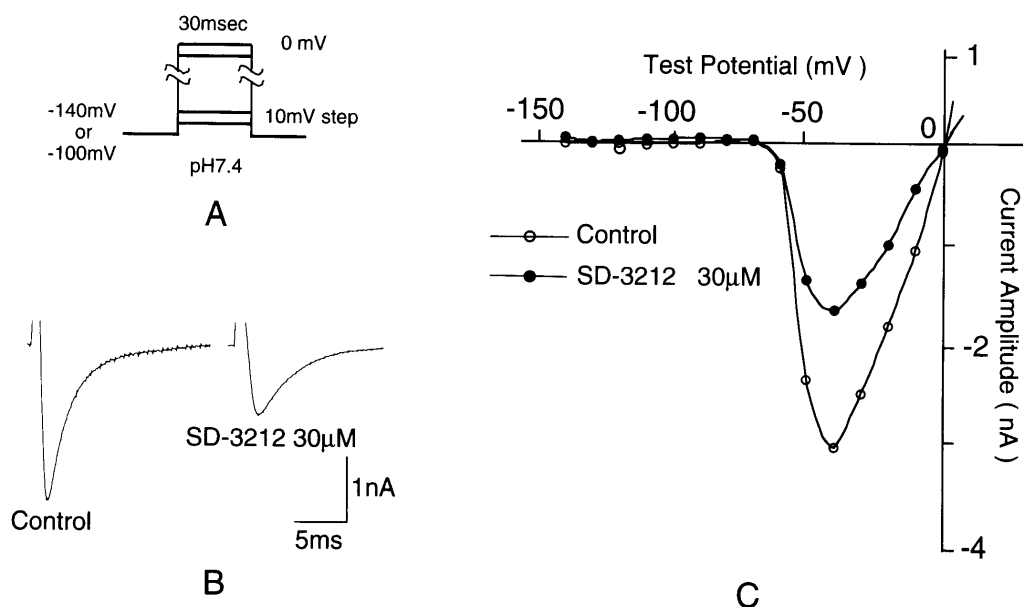 30msec
0 mV
-140mV
or
-100mV
10mV step
pH7.4
A
Control
SD-3212 30μM
1nA
5ms
B
Test Potential (mV )
-150
-100
-50
0
1
-2
-4
Current Amplitude ( nA)
Control
SD-3212 30μM
C